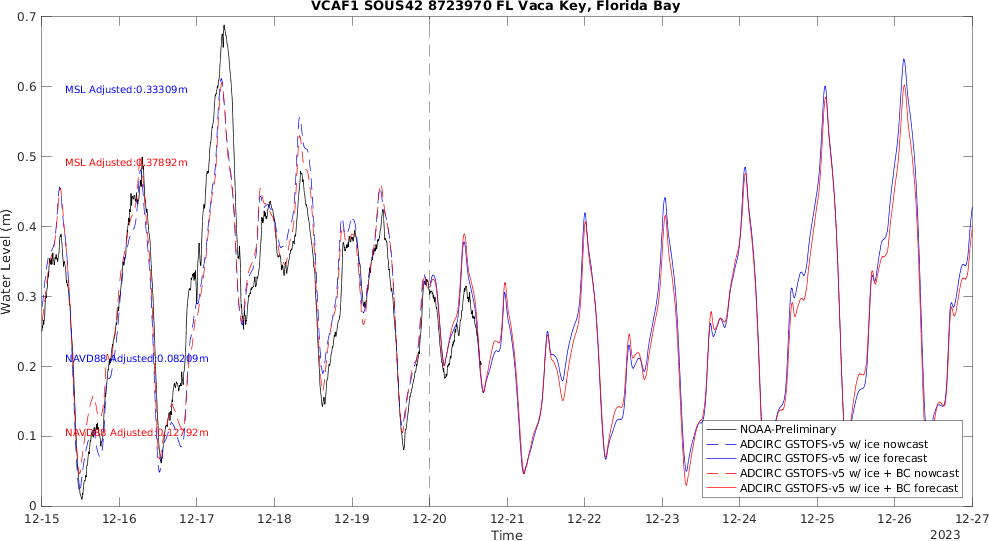 VCAF1 SOUS42 8723970 FL Vaca Key, Florida Bay
0.7
0.6
0.5
0.4
0.3
0.2
0.1
0
Water Level (m)
MSL Adjusted:0.33309m
MSL Adjusted:0.37892m
NAVD88 Adjusted:0.08209m
NAVD88 Adjusted:0.12792m
NOAA-Preliminary
ADCIRC GSTOFS-v5 w/ ice nowcast
ADCIRC GSTOFS-v5 w/ ice forecast
ADCIRC GSTOFS-v5 w/ ice + BC nowcast
ADCIRC GSTOFS-v5 w/ ice + BC forecast
12-15 12-16 12-17 12-18 12-19 12-20 12-21 12-22 12-23 12-24 12-25 12-26 12-27
Time
2023